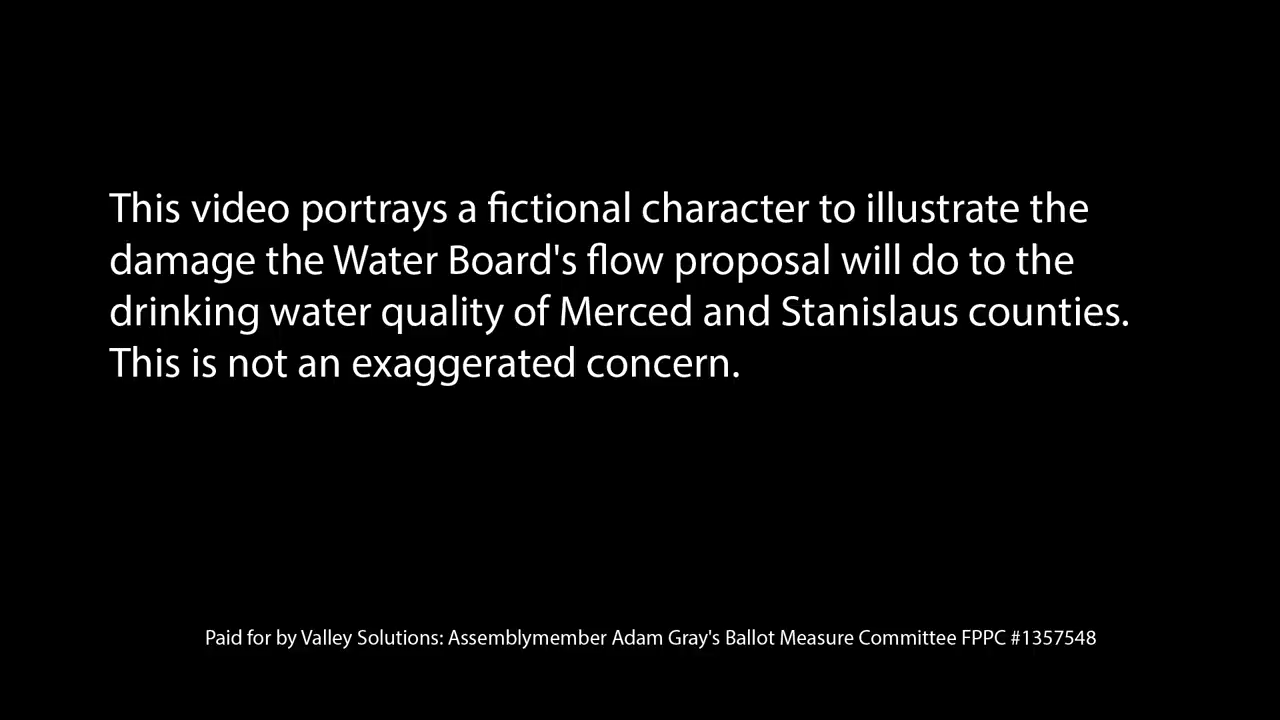 This video portrays a fictional character to illustrate the
damage the Water Board's flow proposal will do to the
drinking water quality of Merced and Stanislaus counties.
This is not an exaggerated concern.
Paid for by Valley Solutions: Assemblymember Adam Gray's Ballot Measure Committee FPPC #1357548